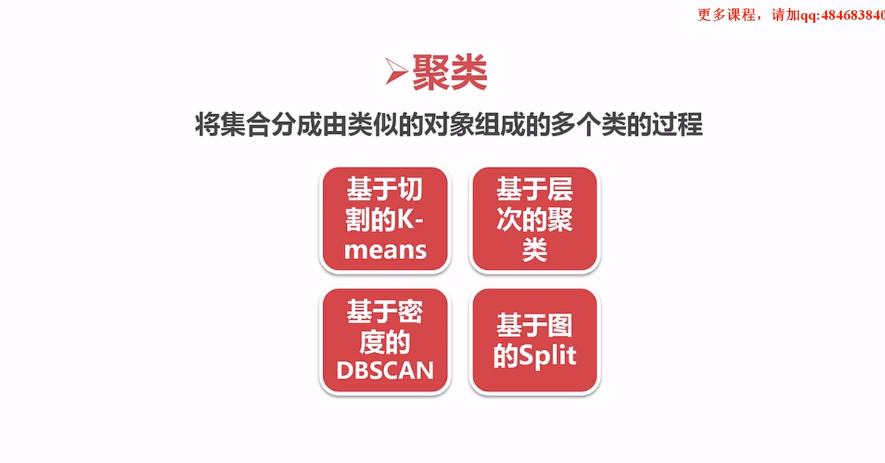 更多课程，请加qq:484683840
聚类
将集合分成由类似的对象组成的多个类的过程
基于切
割的K-
means
基于层
次的聚
类
基于密
度的
DBSCAN
基于图
的Split